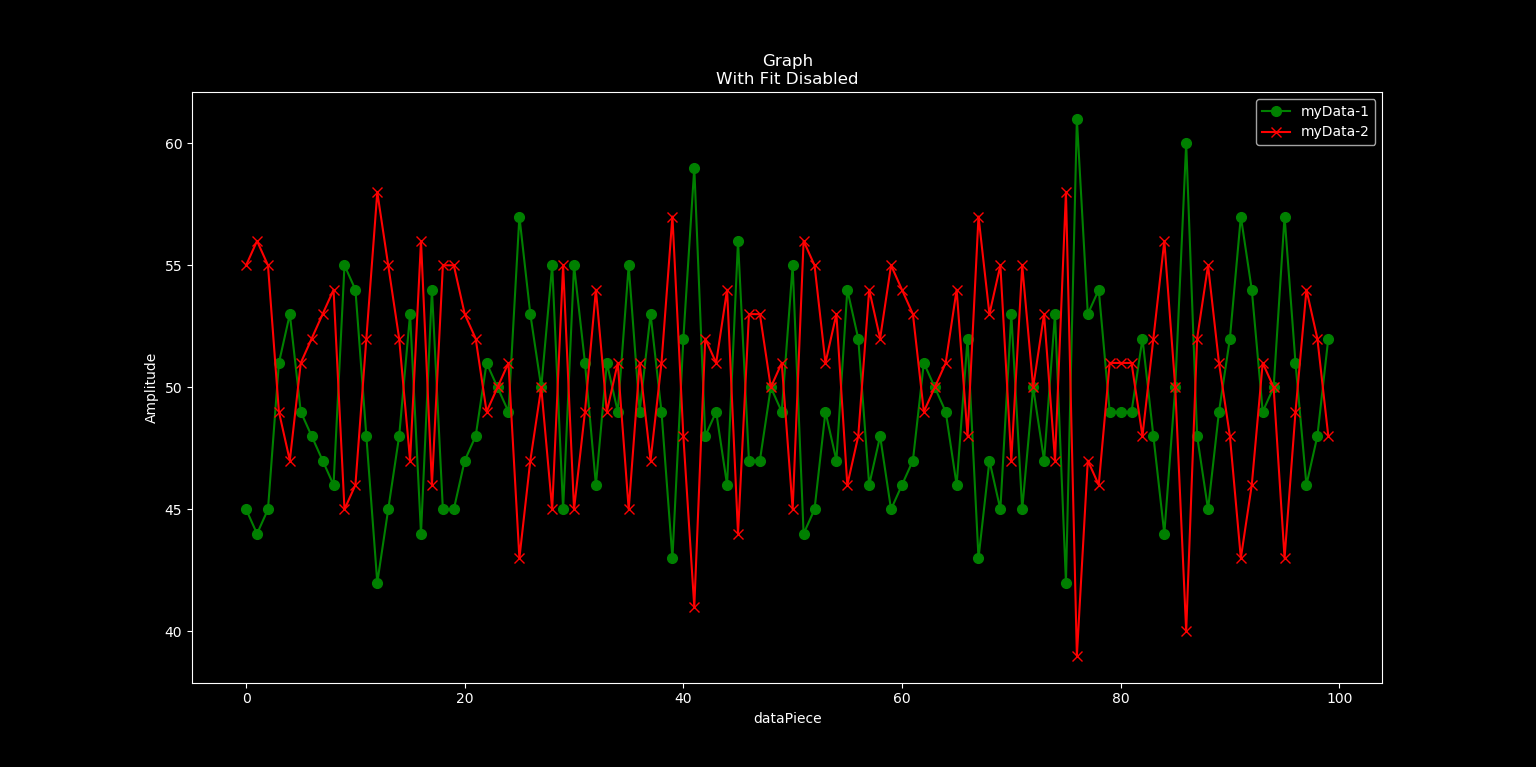 Graph
With Fit Disabled
myData-1
myData-2
Amplitude
60
55
50
45
40
0 20 40 60 80 100
dataPiece